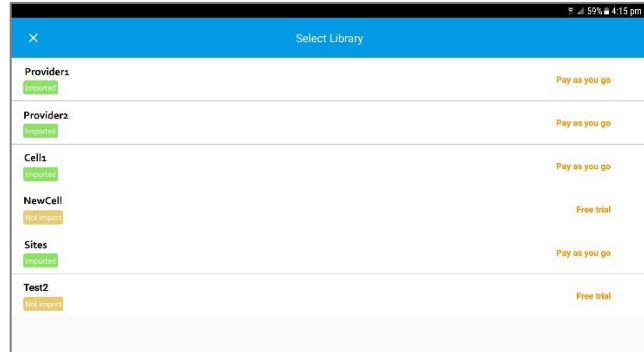 59% 4:15 pm
× Select Library
Provider1
Imported
Pay as you go
Provider2
Imported
Pay as you go
Cell1
Imported
Pay as you go
NewCell
Not import
Free trial
Sites
Imported
Pay as you go
Test2
Not import
Free trial